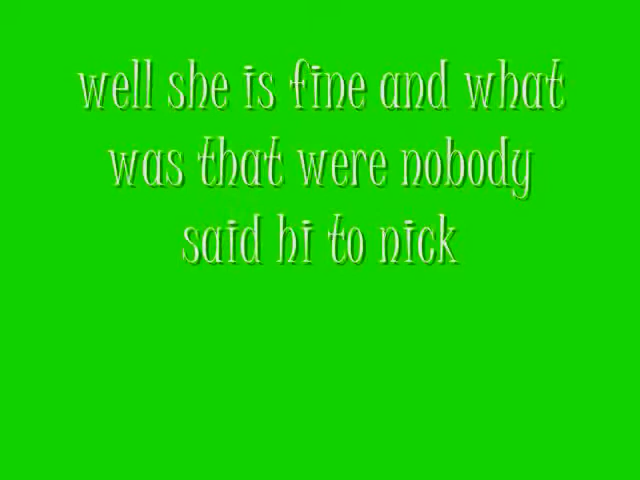 well she is fine and what
was that were nobody
said hi to nick